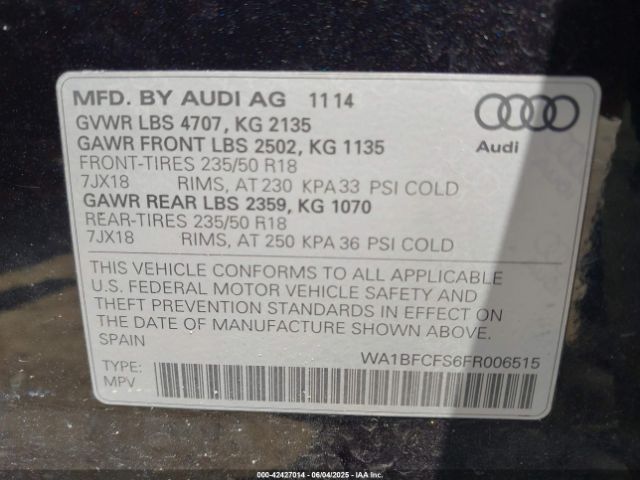 MFD. BY AUDI AG 11 14
GVWR LBS 4707, KG 2135
GAWR FRONT LBS 2502, KG 1135
FRONT-TIRES 235/50 R18
7JX18 RIMS, AT 230 KPA 33 PSI COLD
GAWR REAR LBS 2359, KG 1070
REAR-TIRES 235/50 R18
7JX18 RIMS, AT 250 KPA 36 PSI COLD
Audi
THIS VEHICLE CONFORMS TO ALL APPLICABLE
U.S. FEDERAL MOTOR VEHICLE SAFETY AND
THEFT PREVENTION STANDARDS IN EFFECT ON
THE DATE OF MANUFACTURE SHOWN ABOVE.
SPAIN
WA1BFCFS6FR006515
TYPE:
MPV
000-42427014 - 06/04/2025 - IAAI.COM